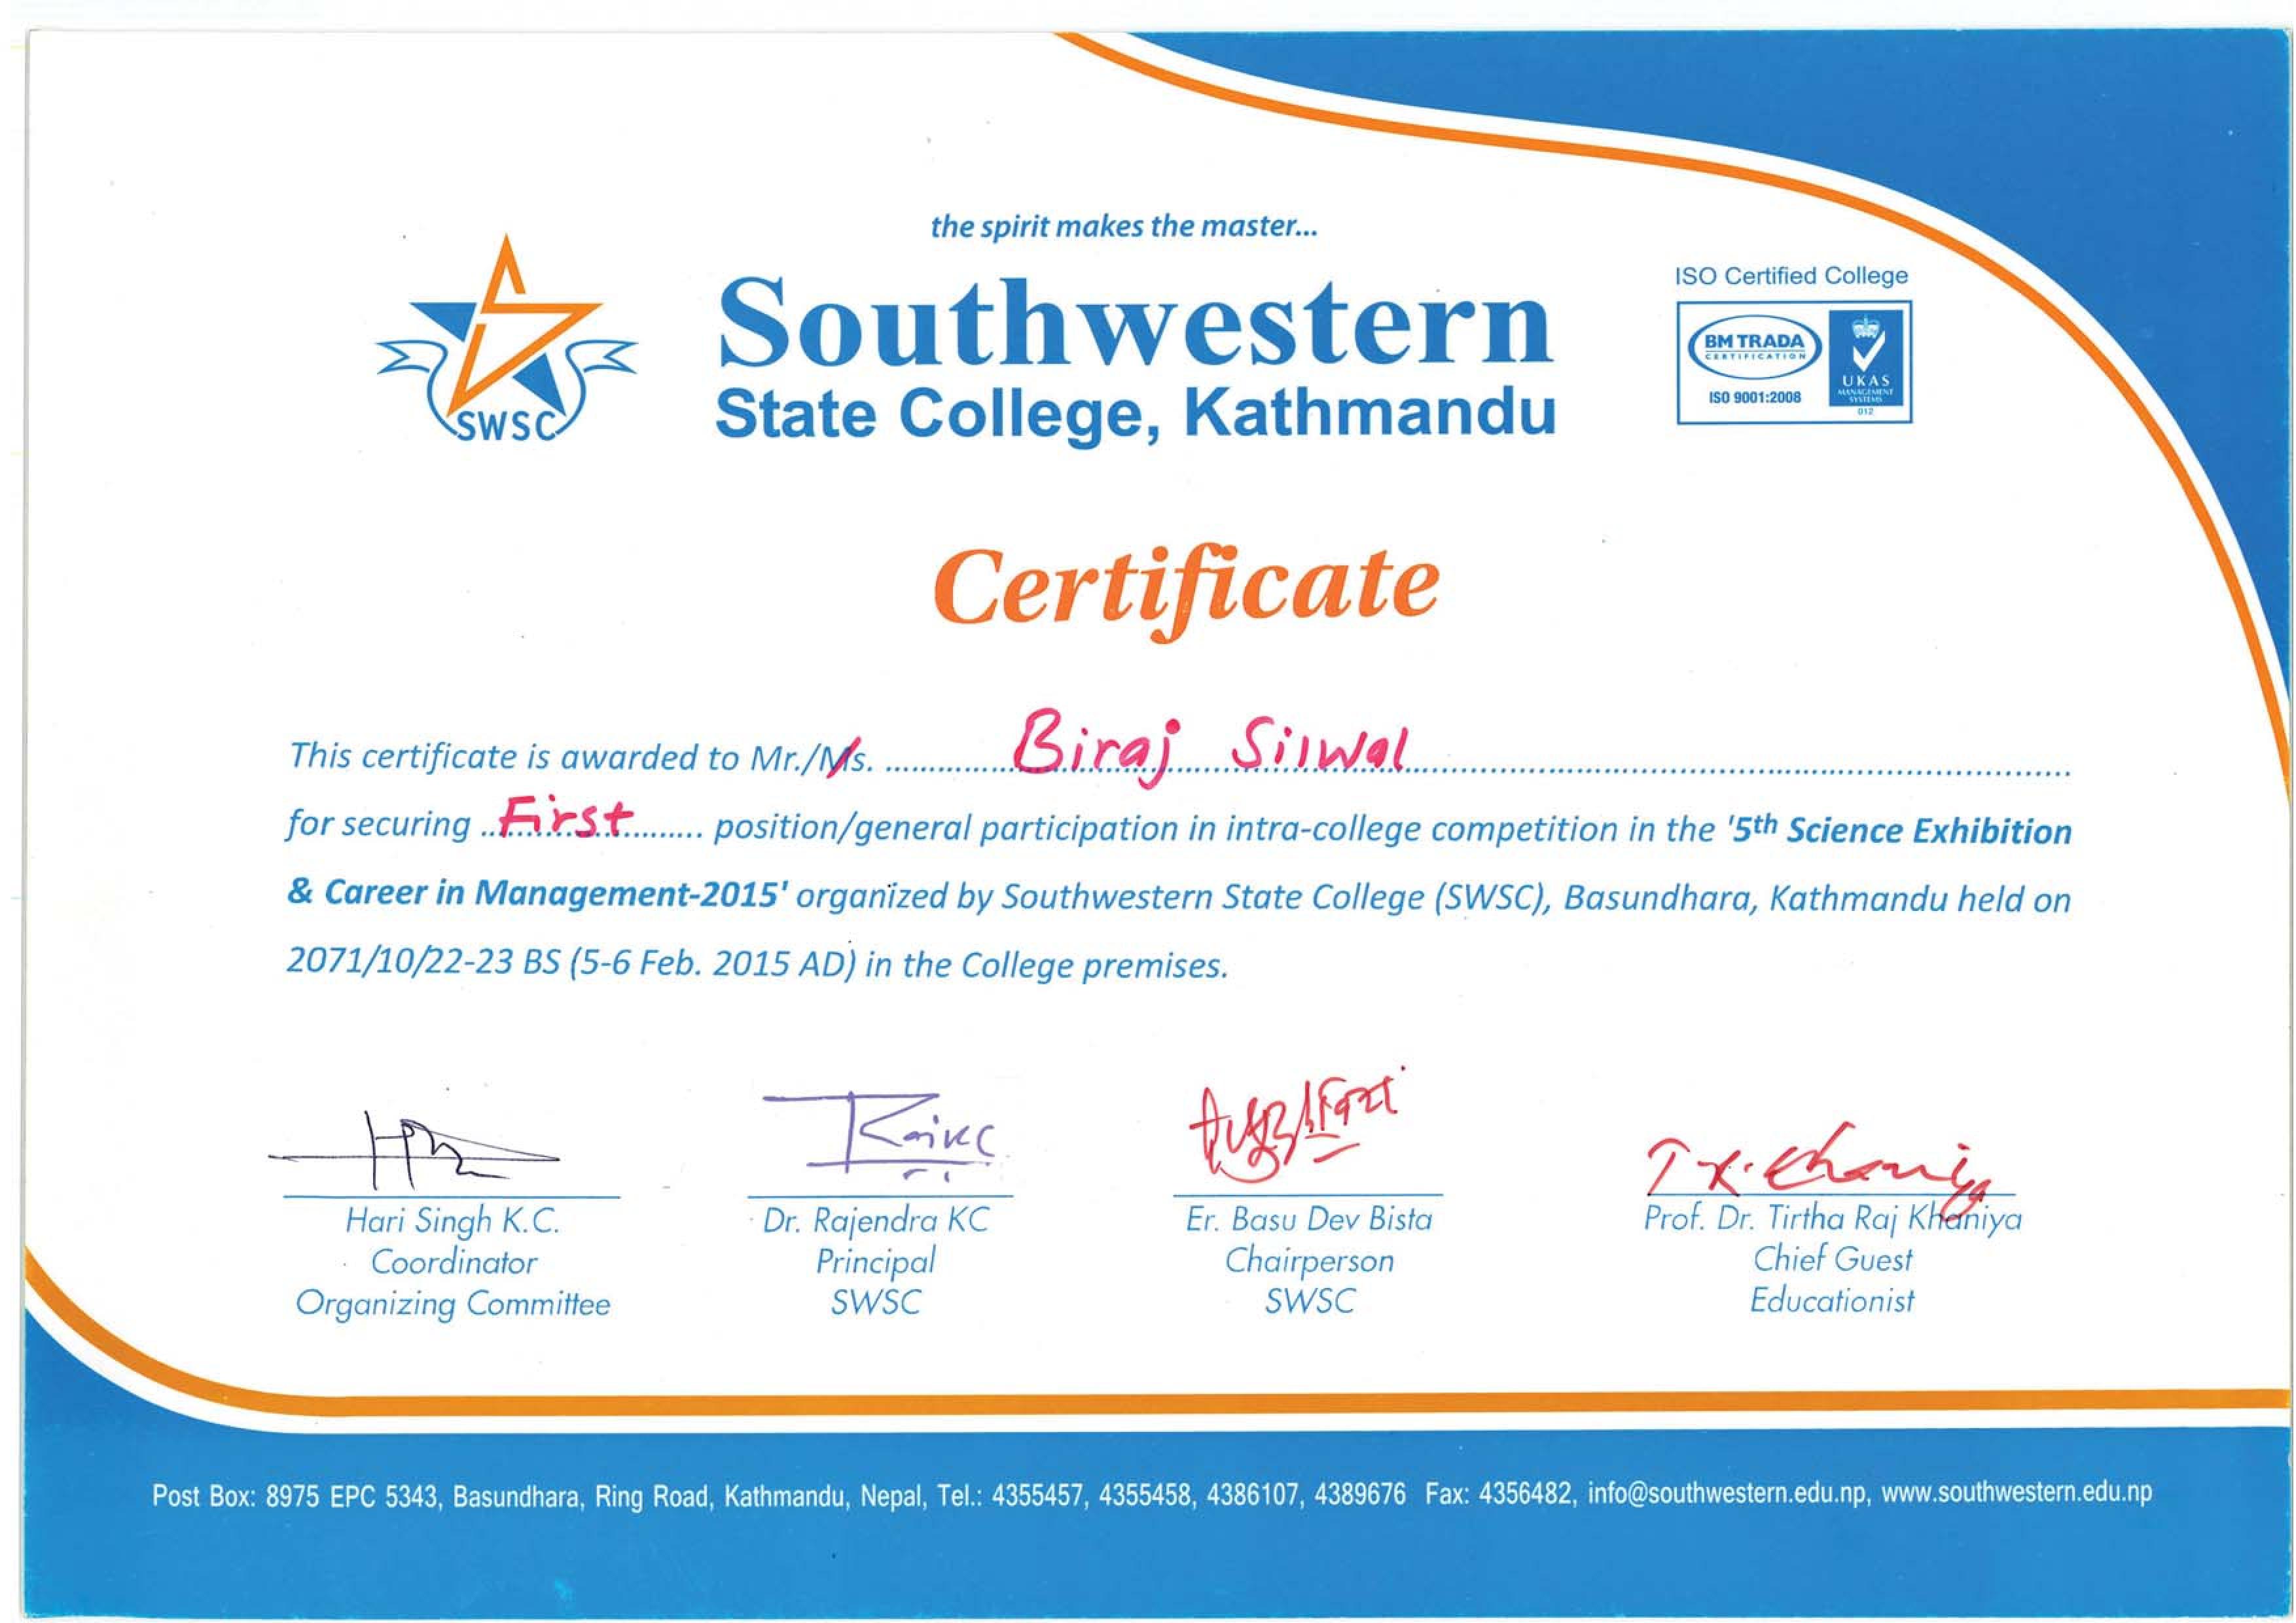 the spirit makes the master...
Southwestern
State College, Kathmandu
SWSC
ISO Certified College
BM TRADA
CERTIFICATION
ISO 9001:2008
UKAS
MANAGEMENT
SYSTEMS
012
Certificate
This certificate is awarded to Mr./Ms. Biraj Silwal
for securing First position/general participation in intra-college competition in the '5th Science Exhibition
& Career in Management-2015' organized by Southwestern State College (SWSC), Basundhara, Kathmandu held on
2071/10/22-23 BS (5-6 Feb. 2015 AD) in the College premises.
T.R. Khaniya
Hari Singh K.C.
Coordinator
Organizing Committee
Dr. Rajendra KC
Principal
SWSC
Er. Basu Dev Bista
Chairperson
SWSC
Prof. Dr. Tirtha Raj Khaniya
Chief Guest
Educationist
Post Box: 8975 EPC 5343, Basundhara, Ring Road, Kathmandu, Nepal, Tel.: 4355457, 4355458, 4386107, 4389676 Fax: 4356482, info@southwestern.edu.np, www.southwestern.edu.np